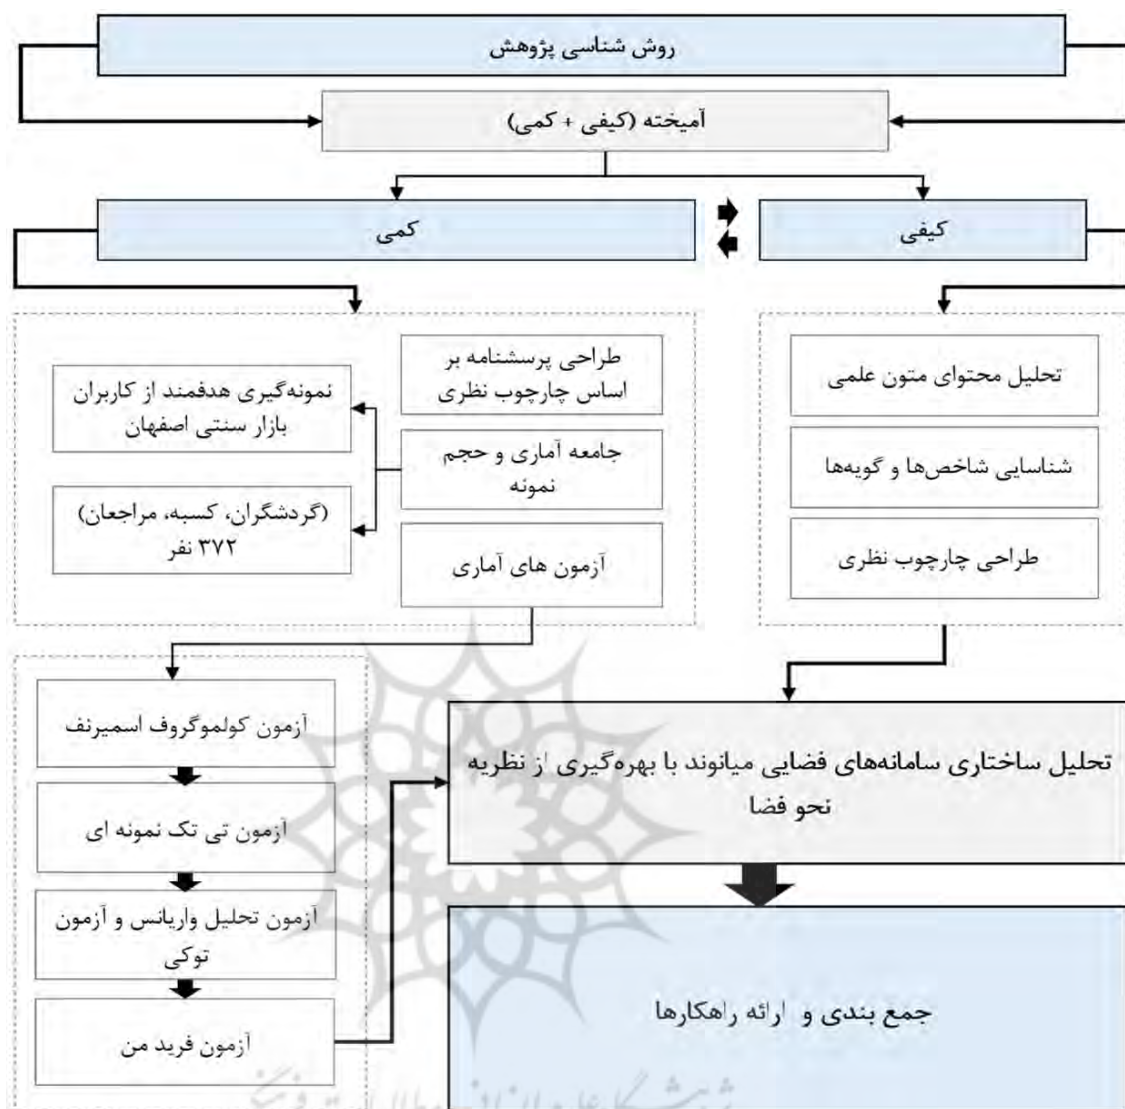 روش شناسی پژوهش
آمیخته (کیفی + کمی)
کیفی
کمی
تحلیل محتوای متون علمی
شناسایی شاخص‌ها و گویه‌ها
طراحی چارچوب نظری
طراحی پرسشنامه بر
اساس چارچوب نظری
جامعه آماری و حجم
نمونه
آزمون های آماری
نمونه‌گیری هدفمند از کاربران
بازار سنتی اصفهان
(گردشگران، کسبه، مراجعان)
۳۷۲ نفر
آزمون کولموگروف اسمیرنف
آزمون تی تک نمونه ای
آزمون تحلیل واریانس و آزمون
توکی
آزمون فرید من
تحلیل ساختاری سامانه‌های فضایی میانوند با بهره‌گیری از نظریه
نحو فضا
جمع بندی و ارائه راهکارها